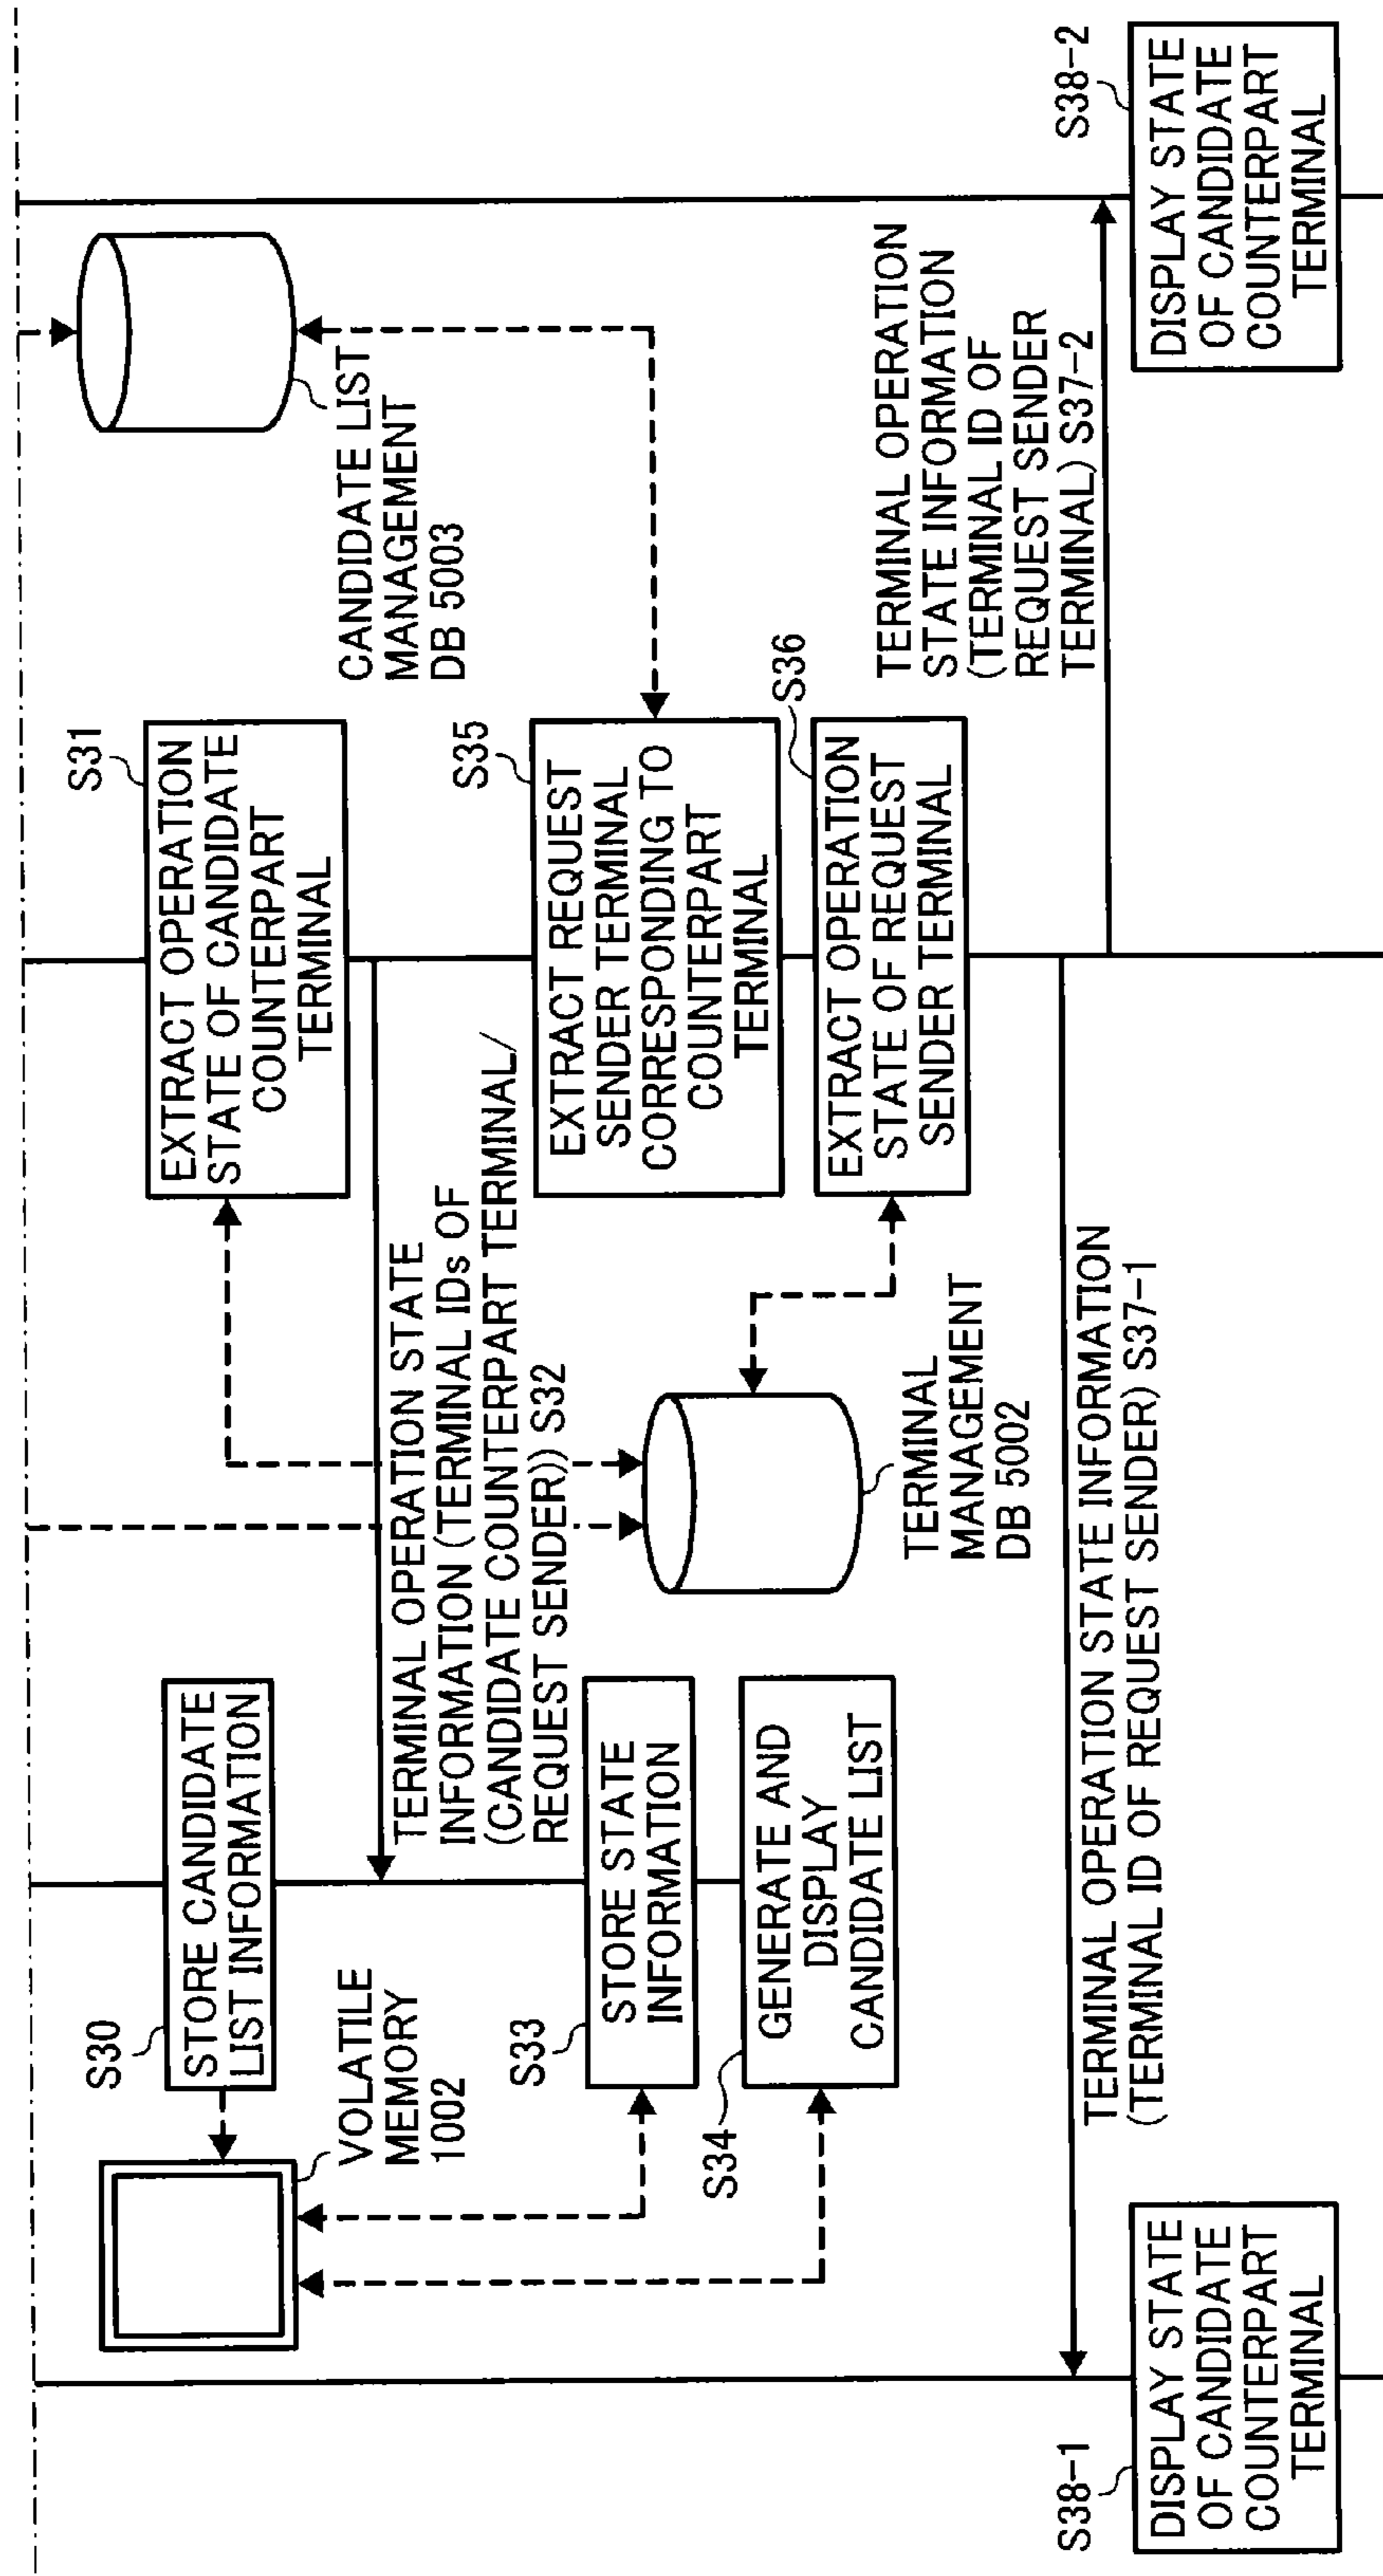 S30
STORE CANDIDATE
LIST INFORMATION
VOLATILE
MEMORY
1002
S31
EXTRACT OPERATION
STATE OF CANDIDATE
COUNTERPART
TERMINAL
CANDIDATE LIST
MANAGEMENT
DB 5003
TERMINAL OPERATION STATE
INFORMATION (TERMINAL IDs OF
(CANDIDATE COUNTERPART TERMINAL/
REQUEST SENDER)) S32
S33
STORE STATE
INFORMATION
S34
GENERATE AND
DISPLAY
CANDIDATE LIST
S35
EXTRACT REQUEST
SENDER TERMINAL
CORRESPONDING TO
COUNTERPART
TERMINAL
TERMINAL
MANAGEMENT
DB 5002
S36
EXTRACT OPERATION
STATE OF REQUEST
SENDER TERMINAL
TERMINAL OPERATION STATE INFORMATION
(TERMINAL ID OF REQUEST SENDER) S37-1
TERMINAL OPERATION
STATE INFORMATION
(TERMINAL ID OF
REQUEST SENDER
TERMINAL) S37-2
S38-1
DISPLAY STATE
OF CANDIDATE
COUNTERPART
TERMINAL
S38-2
DISPLAY STATE
OF CANDIDATE
COUNTERPART
TERMINAL